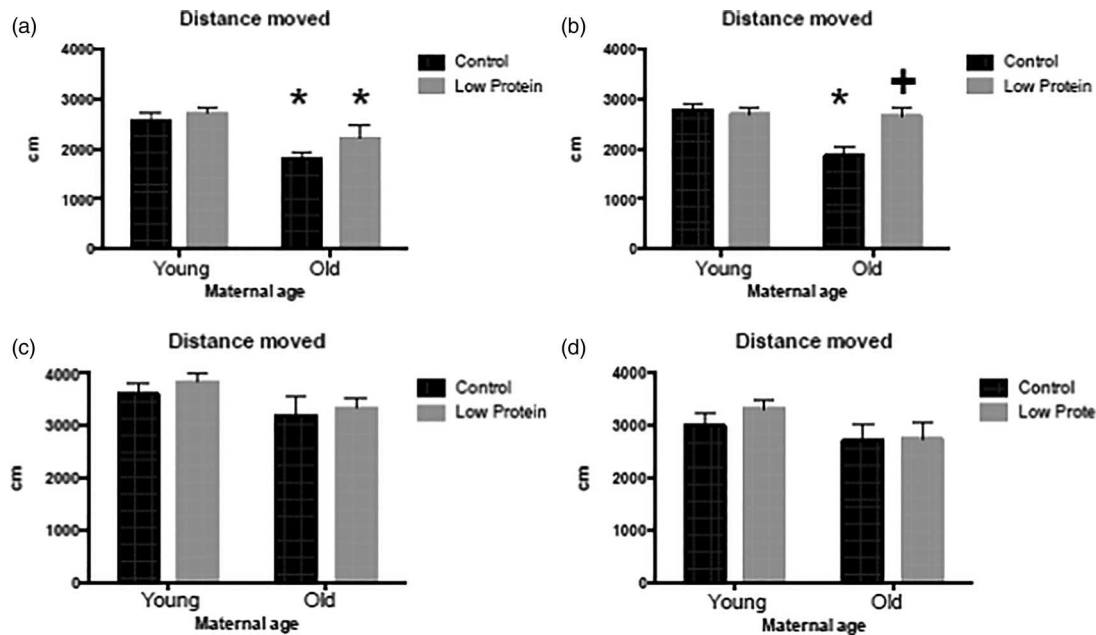 (a)
Distance moved
4000
3000
2000
1000
0
cm
Young Old
Maternal age
Control
Low Protein
* *
(b)
Distance moved
4000
3000
2000
1000
0
cm
Young Old
Maternal age
Control
Low Protein
* +
(c)
Distance moved
4000
3000
2000
1000
0
cm
Young Old
Maternal age
Control
Low Protein
(d)
Distance moved
4000
3000
2000
1000
0
cm
Young Old
Maternal age
Control
Low Prote